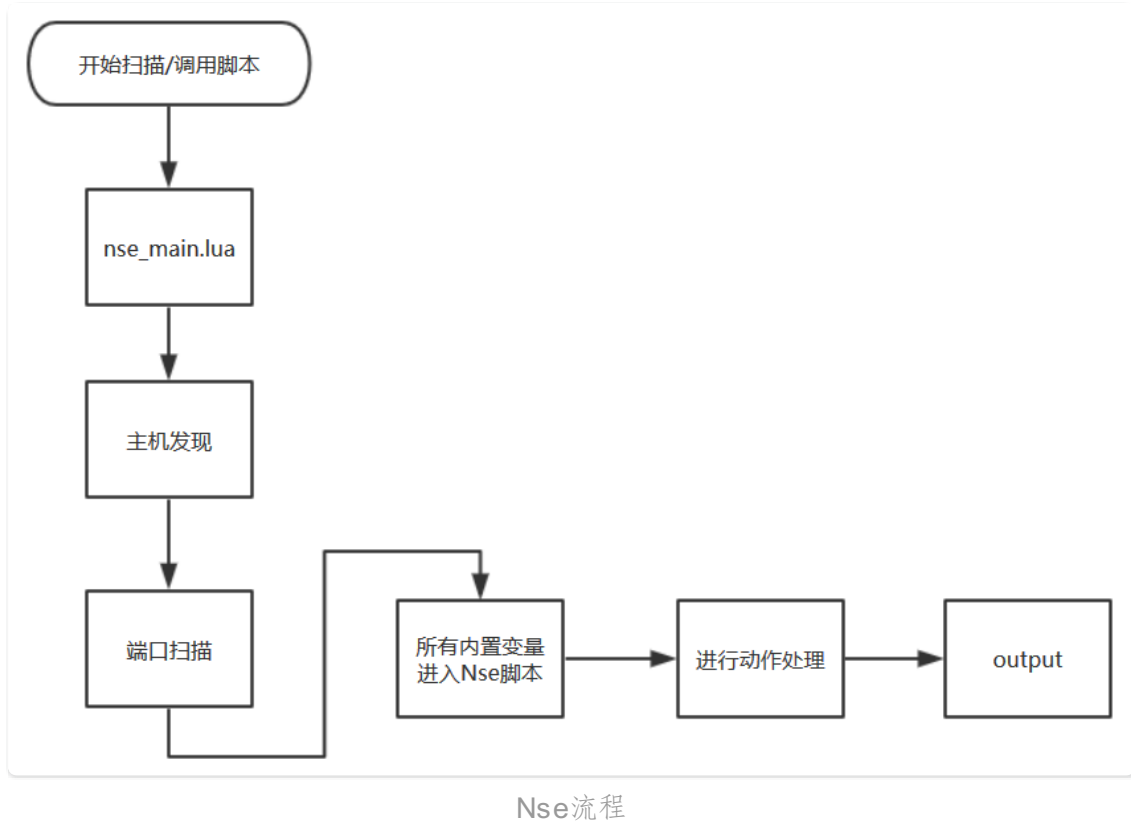 开始扫描/调用脚本
nse_main.lua
主机发现
端口扫描
所有内置变量
进入Nse脚本
进行动作处理
output
Nse流程